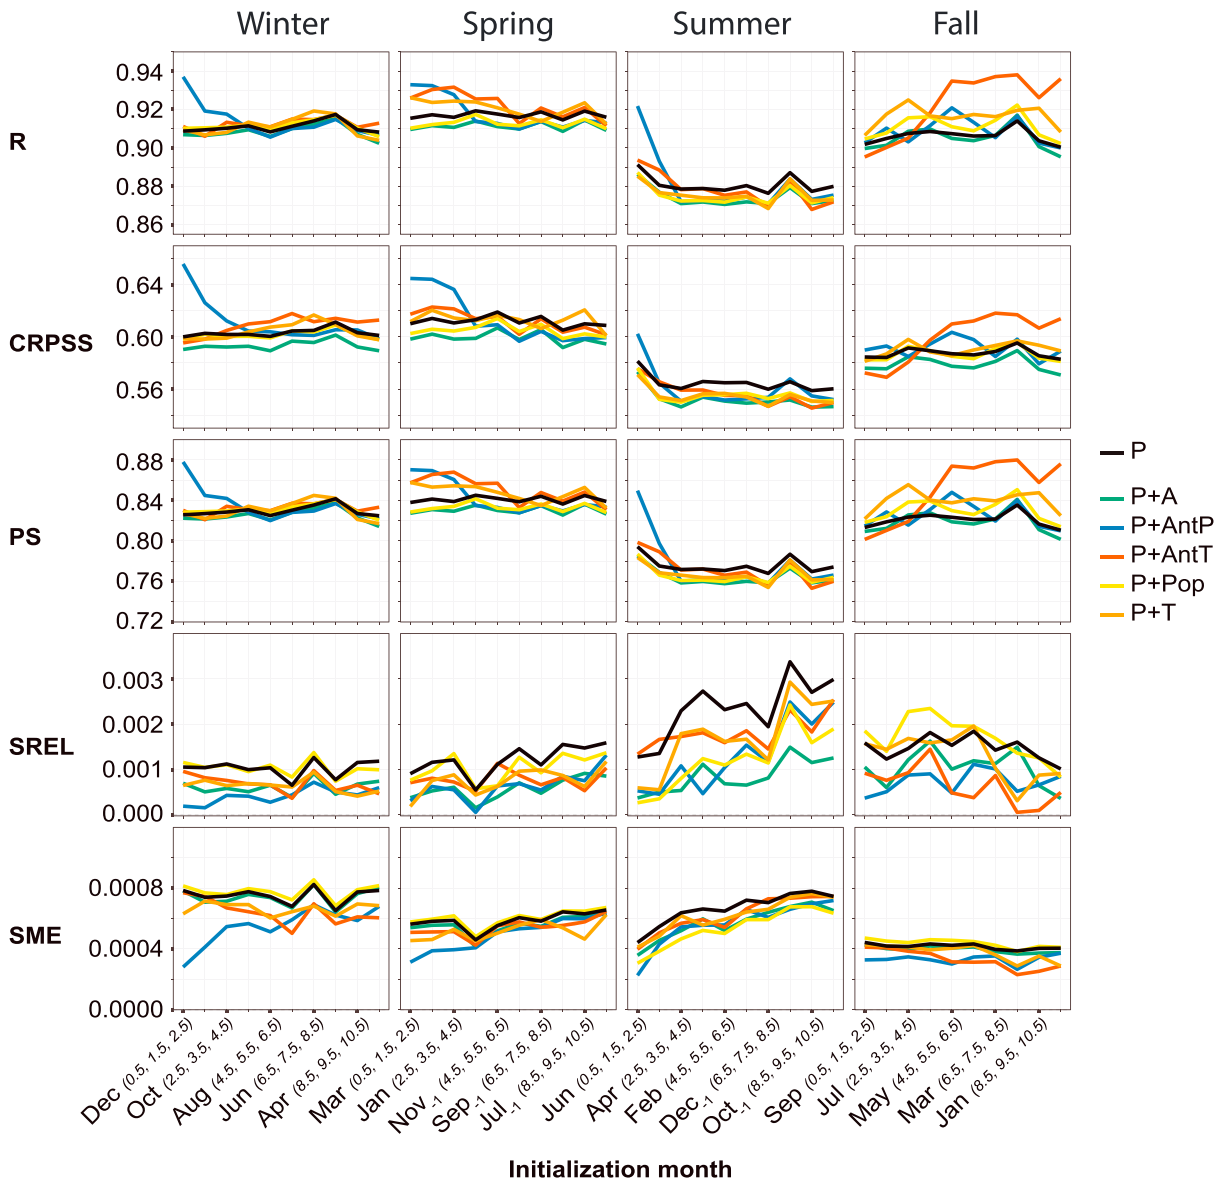 Winter Spring Summer Fall
R
0.94
0.92
0.90
0.88
0.86
CRPSS
0.64
0.60
0.56
PS
0.88
0.84
0.80
0.76
0.72
SREL
0.003
0.002
0.001
0.000
SME
0.0008
0.0004
0.0000
P
P+A
P+AntP
P+AntT
P+Pop
P+T
Dec (0.5, 1.5, 2.5)
Oct (2.5, 3.5, 4.5)
Aug (4.5, 5.5, 6.5)
Jun (6.5, 7.5, 8.5)
Apr (8.5, 9.5, 10.5)
Mar (0.5, 1.5, 2.5)
Jan (2.5, 3.5, 4.5)
Nov-1 (4.5, 5.5, 6.5)
Sep-1 (6.5, 7.5, 8.5)
Jul-1 (8.5, 9.5, 10.5)
Jun (0.5, 1.5, 2.5)
Apr (2.5, 3.5, 4.5)
Feb (4.5, 5.5, 6.5)
Dec-1 (6.5, 7.5, 8.5)
Oct-1 (8.5, 9.5, 10.5)
Sep (0.5, 1.5, 2.5)
Jul (2.5, 3.5, 4.5)
May (4.5, 5.5, 6.5)
Mar (6.5, 7.5, 8.5)
Jan (8.5, 9.5, 10.5)
Initialization month